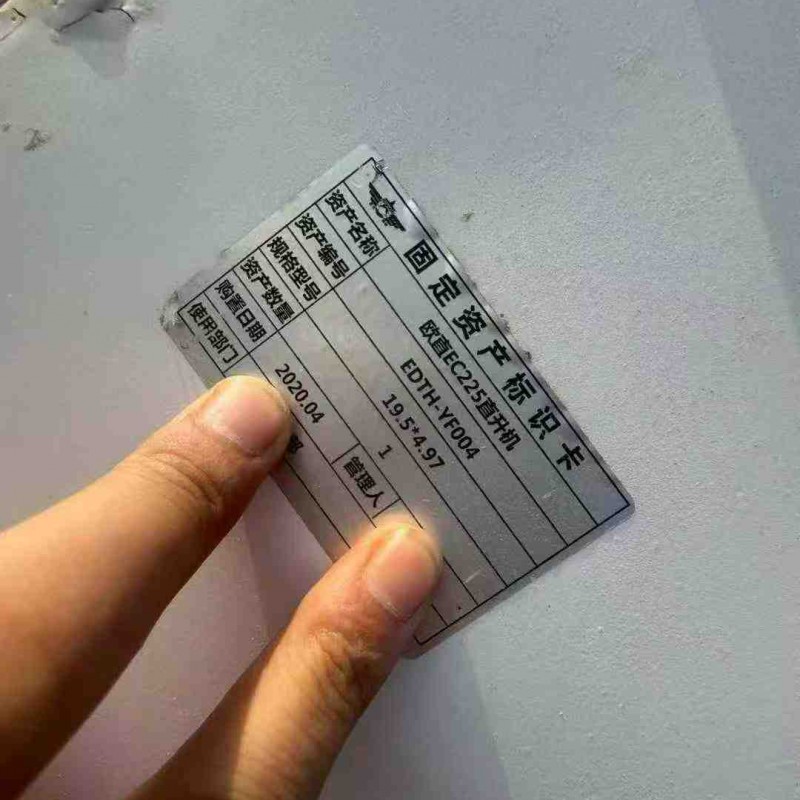 固定资产标识卡
资产名称 欧直EC225直升机
资产编号 EDTH-YF004
规格型号 19.5*4.97
资产数量 1
购置日期 2020.04 管理人
使用部门